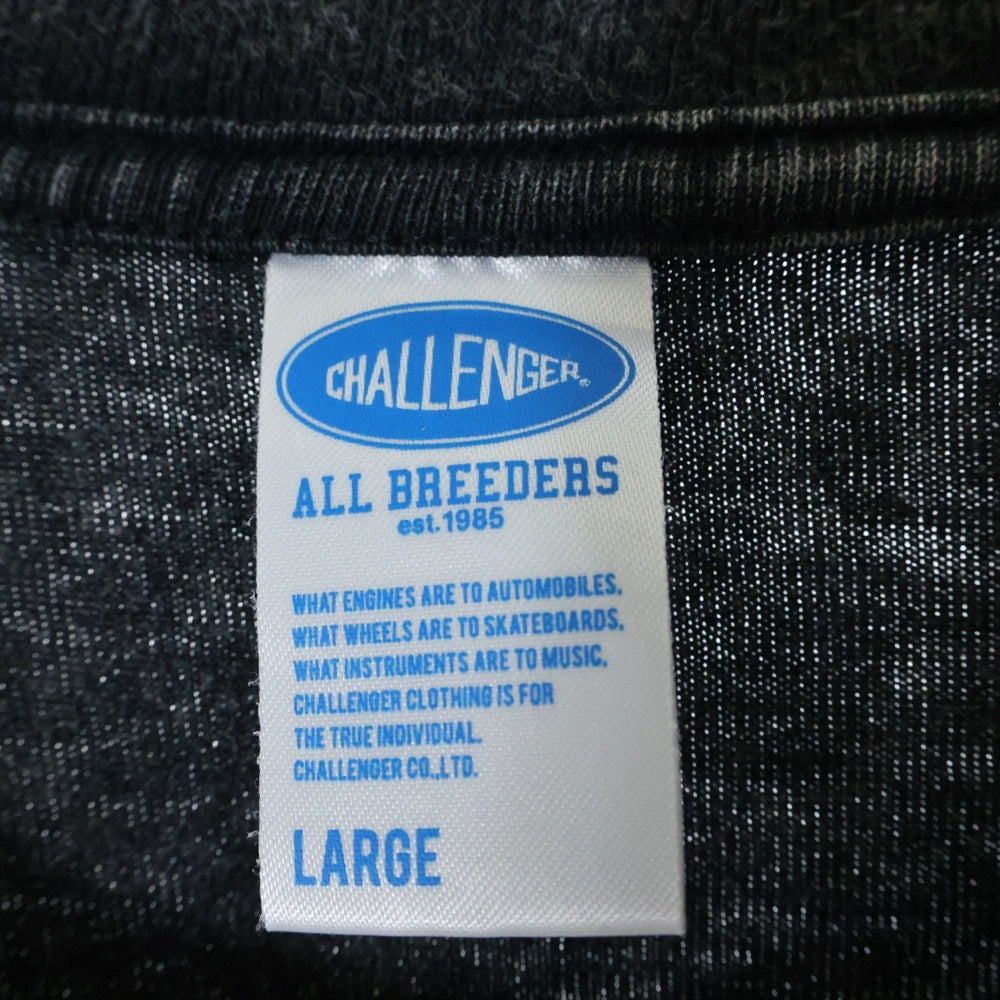 CHALLENGER®
ALL BREEDERS
est.1985
WHAT ENGINES ARE TO AUTOMOBILES,
WHAT WHEELS ARE TO SKATEBOARDS,
WHAT INSTRUMENTS ARE TO MUSIC,
CHALLENGER CLOTHING IS FOR
THE TRUE INDIVIDUAL.
CHALLENGER CO.,LTD.
LARGE